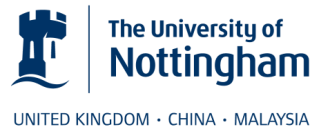 The University of
Nottingham
UNITED KINGDOM · CHINA · MALAYSIA